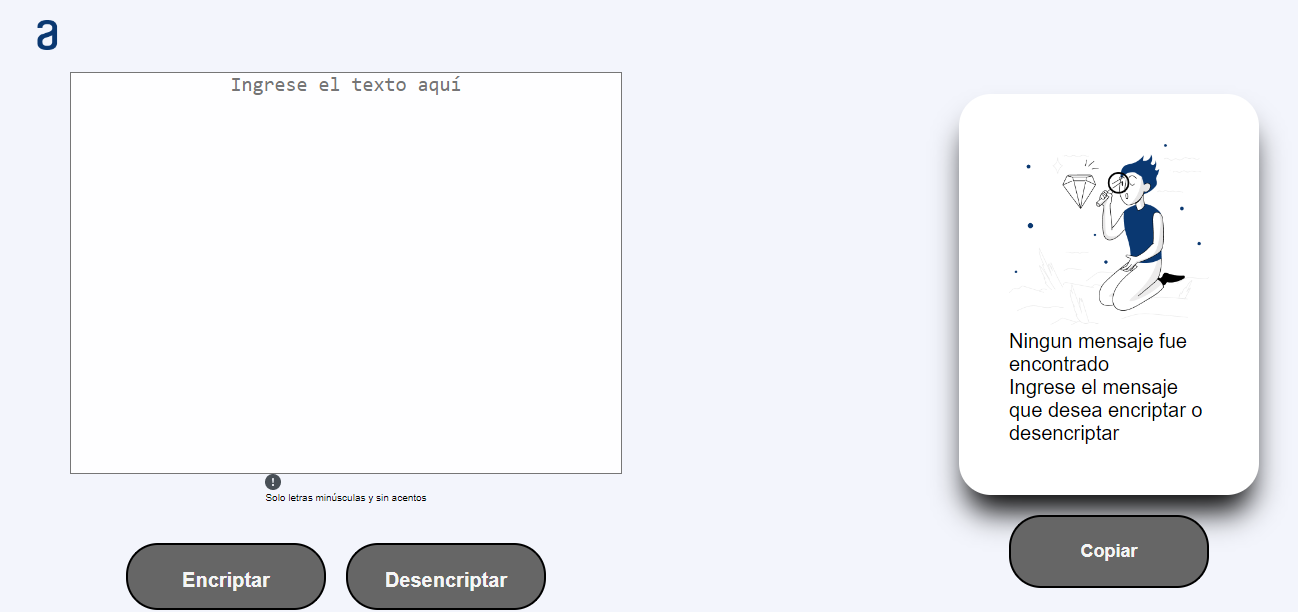 a
Ingrese el texto aquí
!
Solo letras minúsculas y sin acentos
Encriptar
Desencriptar
Ningun mensaje fue
encontrado
Ingrese el mensaje
que desea encriptar o
desencriptar
Copiar